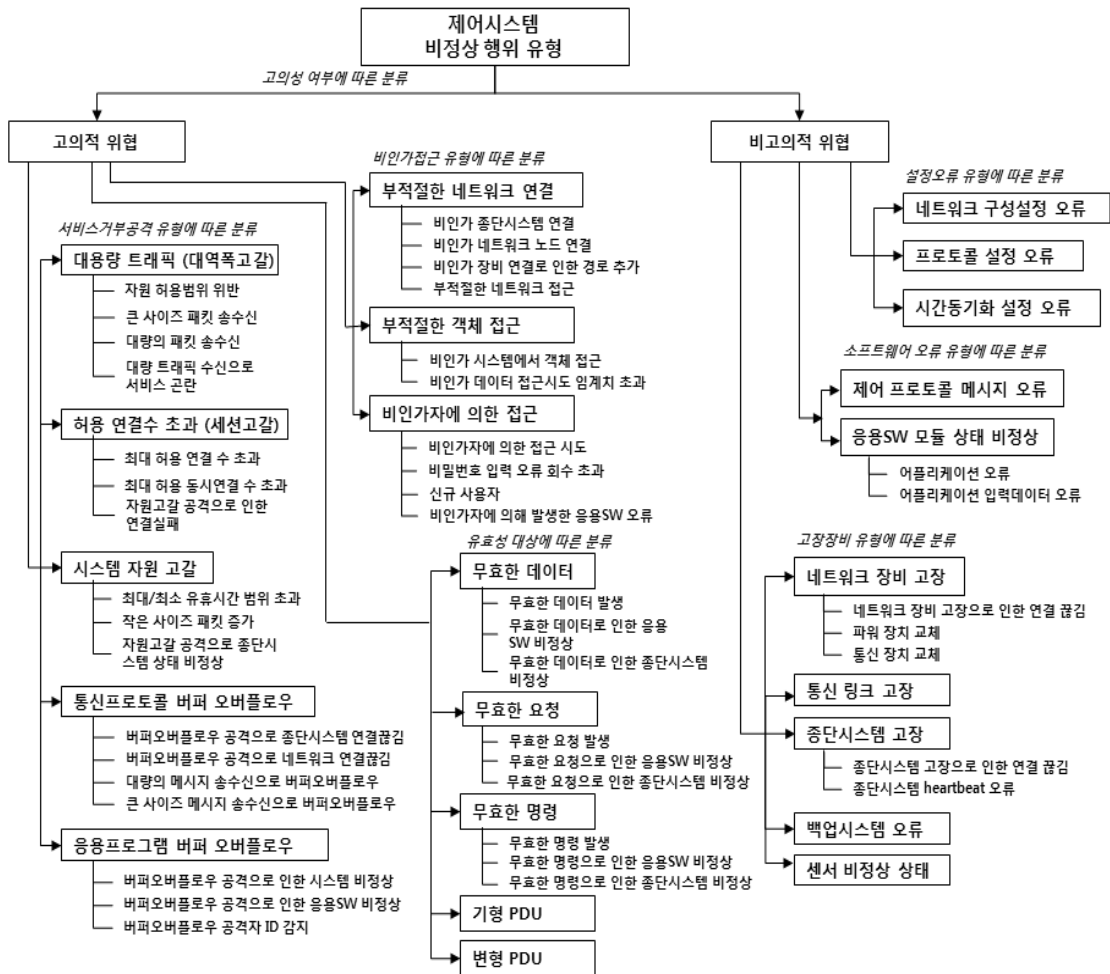 제어시스템
비정상 행위 유형
고의성 여부에 따른 분류
고의적 위협
서비스거부공격 유형에 따른 분류
대용량 트래픽 (대역폭고갈)
자원 허용범위 위반
큰 사이즈 패킷 송수신
대량의 패킷 송수신
대량 트래픽 수신으로
서비스 곤란
허용 연결수 초과 (세션고갈)
최대 허용 연결 수 초과
최대 허용 동시연결 수 초과
자원고갈 공격으로 인한
연결실패
시스템 자원 고갈
최대/최소 유휴시간 범위 초과
작은 사이즈 패킷 증가
자원고갈 공격으로 종단시
스템 상태 비정상
통신프로토콜 버퍼 오버플로우
버퍼오버플로우 공격으로 종단시스템 연결끊김
버퍼오버플로우 공격으로 네트워크 연결끊김
대량의 메시지 송수신으로 버퍼오버플로우
큰 사이즈 메시지 송수신으로 버퍼오버플로우
응용프로그램 버퍼 오버플로우
버퍼오버플로우 공격으로 인한 시스템 비정상
버퍼오버플로우 공격으로 인한 응용SW 비정상
버퍼오버플로우 공격자 ID 감지
비인가접근 유형에 따른 분류
부적절한 네트워크 연결
비인가 종단시스템 연결
비인가 네트워크 노드 연결
비인가 장비 연결로 인한 경로 추가
부적절한 네트워크 접근
부적절한 객체 접근
비인가 시스템에서 객체 접근
비인가 데이터 접근시도 임계치 초과
비인가자에 의한 접근
비인가자에 의한 접근 시도
비밀번호 입력 오류 회수 초과
신규 사용자
비인가자에 의해 발생한 응용SW 오류
유효성 대상에 따른 분류
무효한 데이터
무효한 데이터 발생
무효한 데이터로 인한 응용
SW 비정상
무효한 데이터로 인한 종단시스템
비정상
무효한 요청
무효한 요청 발생
무효한 요청으로 인한 응용SW 비정상
무효한 요청으로 인한 종단시스템 비정상
무효한 명령
무효한 명령 발생
무효한 명령으로 인한 응용SW 비정상
무효한 명령으로 인한 종단시스템 비정상
기형 PDU
변형 PDU
비고의적 위협
설정오류 유형에 따른 분류
네트워크 구성설정 오류
프로토콜 설정 오류
시간동기화 설정 오류
소프트웨어 오류 유형에 따른 분류
제어 프로토콜 메시지 오류
응용SW 모듈 상태 비정상
어플리케이션 오류
어플리케이션 입력데이터 오류
고장장비 유형에 따른 분류
네트워크 장비 고장
네트워크 장비 고장으로 인한 연결 끊김
파워 장치 교체
통신 장치 교체
통신 링크 고장
종단시스템 고장
종단시스템 고장으로 인한 연결 끊김
종단시스템 heartbeat 오류
백업시스템 오류
센서 비정상 상태